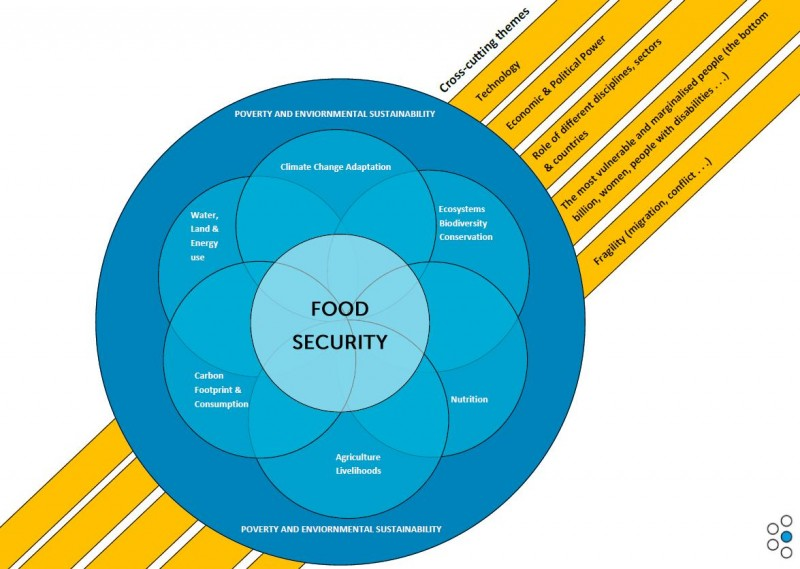 Cross-cutting themes
Technology
Economic & Political Power
Role of different disciplines, sectors
& countries
The most vulnerable and marginalised people (the bottom
billion, women, people with disabilities . . .)
Fragility (migration, conflict . . .)
POVERTY AND ENVIORNMENTAL SUSTAINABILITY
Climate Change Adaptation
Water,
Land &
Energy
use
Ecosystems
Biodiversity
Conservation
FOOD
SECURITY
Carbon
Footprint &
Consumption
Nutrition
Agriculture
Livelihoods
POVERTY AND ENVIORNMENTAL SUSTAINABILITY